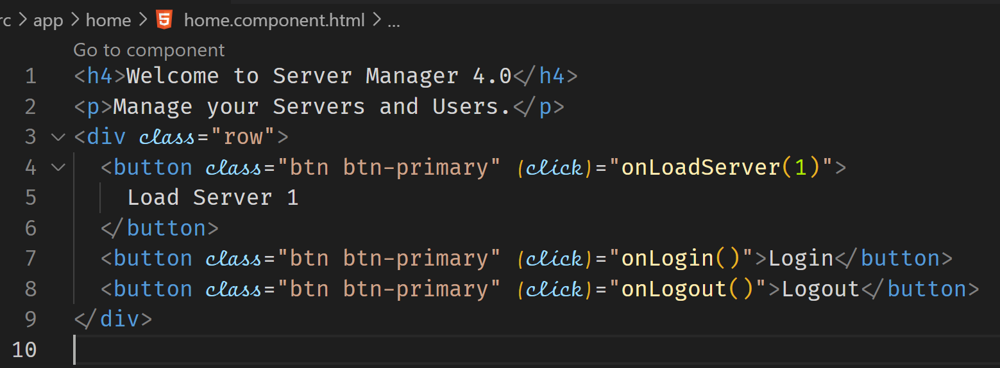 rc > app > home > home.component.html > ...
Go to component
1 <h4>Welcome to Server Manager 4.0</h4>
2 <p>Manage your Servers and Users.</p>
3 <div class="row">
4 <button class="btn btn-primary" (click)="onLoadServer(1)">
5 Load Server 1
6 </button>
7 <button class="btn btn-primary" (click)="onLogin()">Login</button>
8 <button class="btn btn-primary" (click)="onLogout()">Logout</button>
9 </div>
10